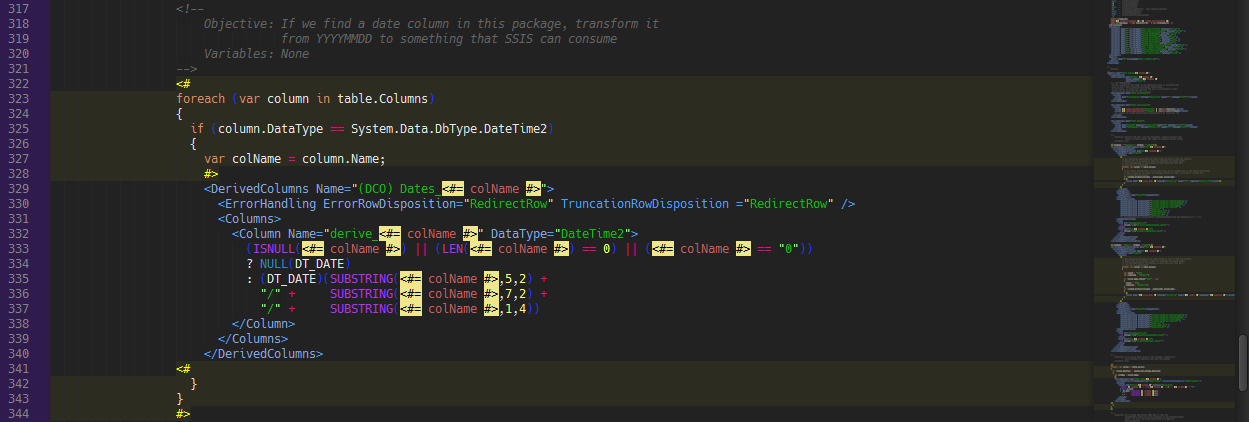 317 <!--
318 Objective: If we find a date column in this package, transform it
319 from YYYYMMDD to something that SSIS can consume
320 Variables: None
321 -->
322 <#
323 foreach (var column in table.Columns)
324 {
325 if (column.DataType == System.Data.DbType.DateTime2)
326 {
327 var colName = column.Name;
328 #>
329 <DerivedColumns Name="(DCO) Dates <#= colName #>">
330 <ErrorHandling ErrorRowDisposition="RedirectRow" TruncationRowDisposition ="RedirectRow" />
331 <Columns>
332 <Column Name="derive_<#= colName #>" DataType="DateTime2">
333 (ISNULL(<#= colName #>) || (LEN(<#= colName #>) == 0) || (<#= colName #> == "0"))
334 ? NULL(DT_DATE)
335 : (DT_DATE)(SUBSTRING(<#= colName #>,5,2) +
336 "/" + SUBSTRING(<#= colName #>,7,2) +
337 "/" + SUBSTRING(<#= colName #>,1,4))
338 </Column>
339 </Columns>
340 </DerivedColumns>
341 <#
342 }
343 }
344 #>